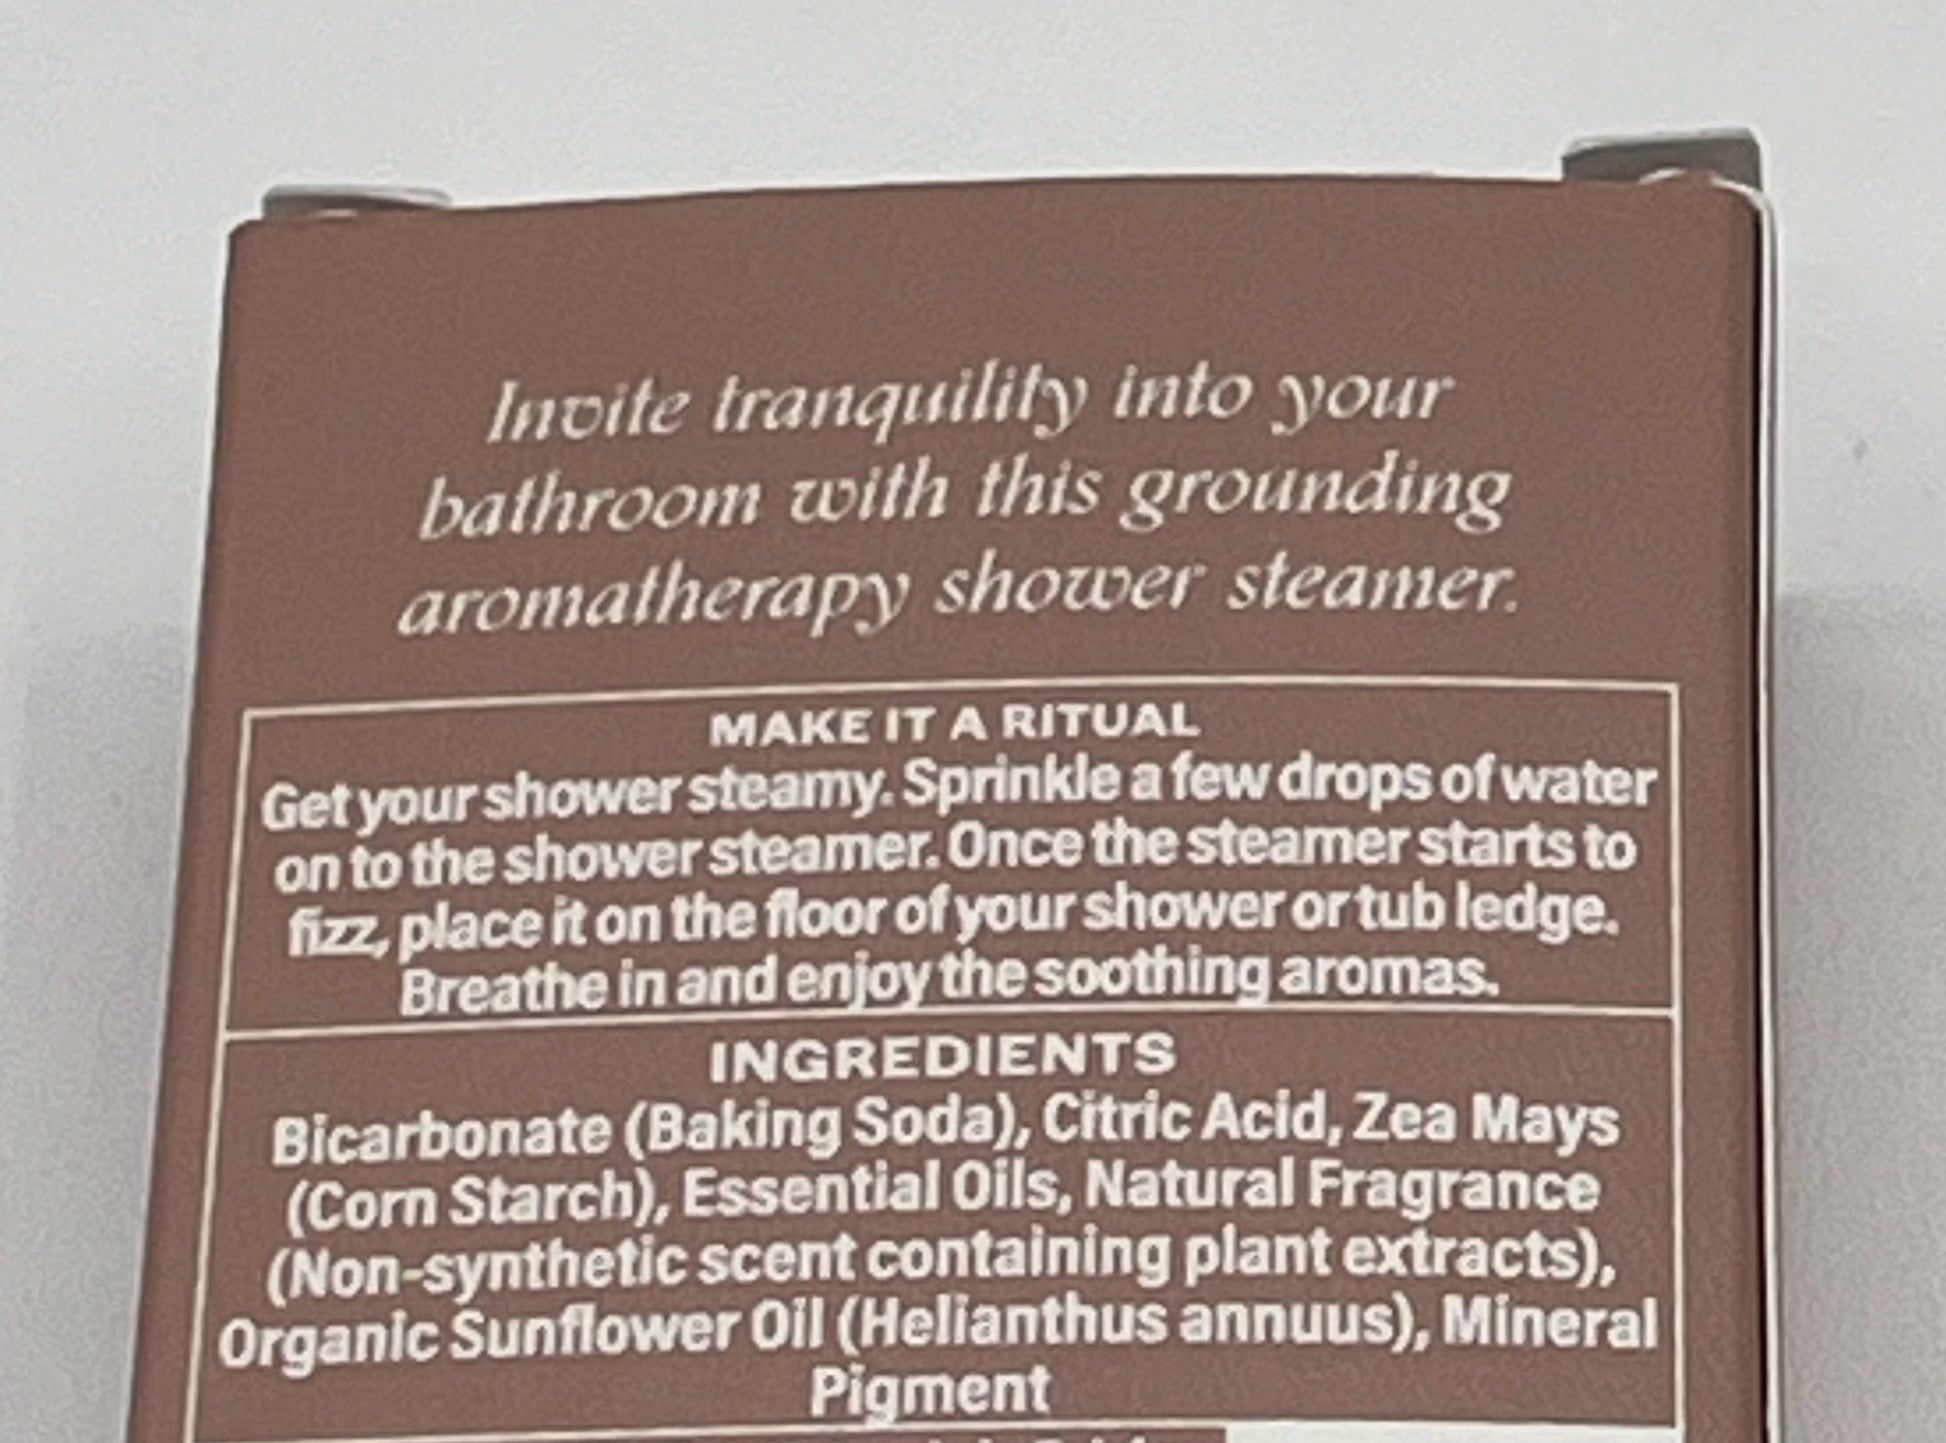 Invite tranquility into your
bathroom with this grounding
aromatherapy shower steamer.
MAKE IT A RITUAL
Get your shower steamy. Sprinkle a few drops of water
on to the shower steamer. Once the steamer starts to
fizz, place it on the floor of your shower or tub ledge.
Breathe in and enjoy the soothing aromas.
INGREDIENTS
Bicarbonate (Baking Soda), Citric Acid, Zea Mays
(Corn Starch), Essential Oils, Natural Fragrance
(Non-synthetic scent containing plant extracts),
Organic Sunflower Oil (Helianthus annuus), Mineral
Pigment